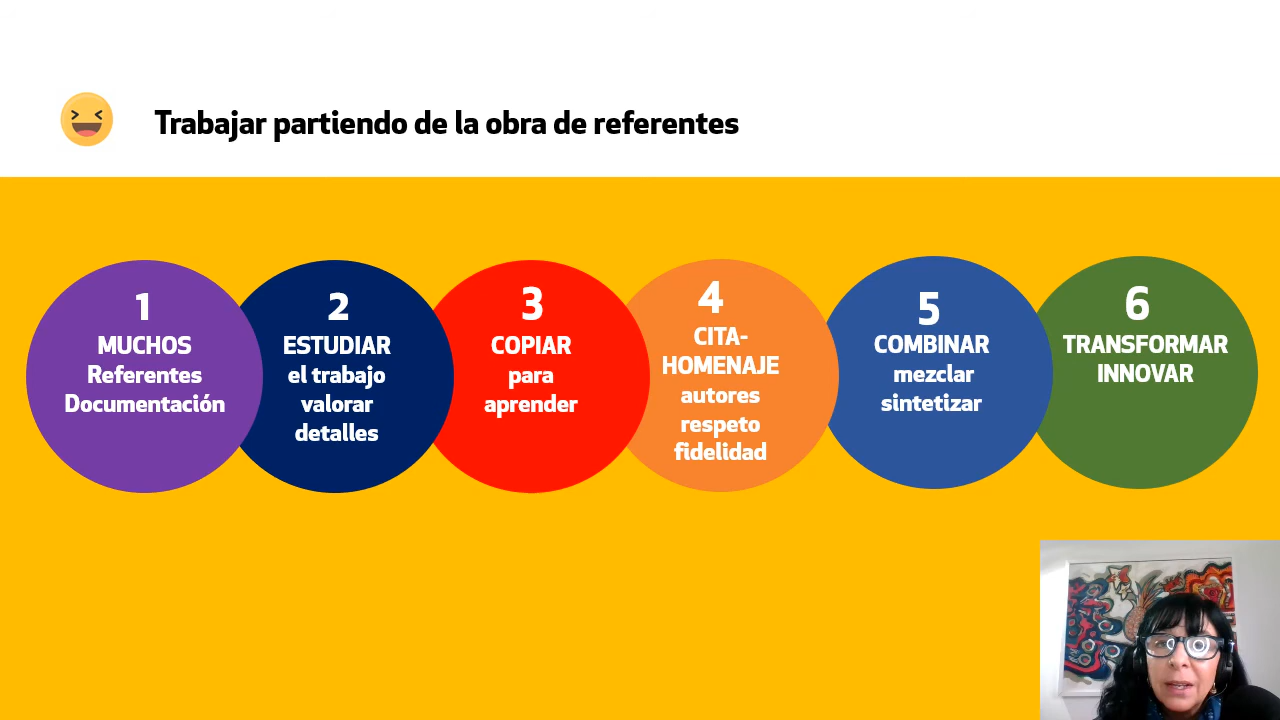 Trabajar partiendo de la obra de referentes
1
MUCHOS
Referentes
Documentación
2
ESTUDIAR
el trabajo
valorar
detalles
3
COPIAR
para
aprender
4
CITA-
HOMENAJE
autores
respeto
fidelidad
5
COMBINAR
mezclar
sintetizar
6
TRANSFORMAR
INNOVAR